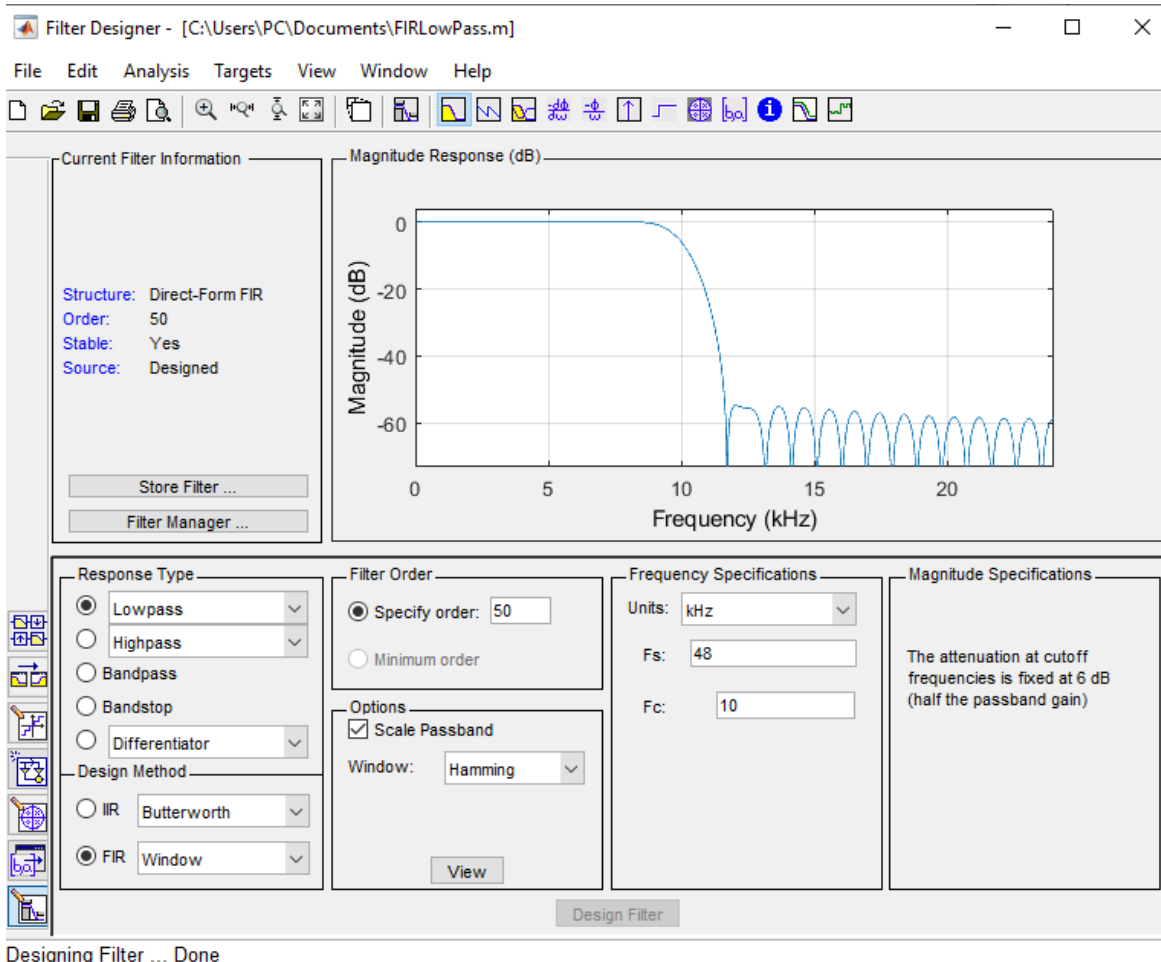 Filter Designer - [C:\Users\PC\Documents\FIRLowPass.m]
File Edit Analysis Targets View Window Help
Current Filter Information
Structure: Direct-Form FIR
Order: 50
Stable: Yes
Source: Designed
Store Filter ...
Filter Manager ...
Magnitude Response (dB)
Magnitude (dB)
0
-20
-40
-60
0 5 10 15 20
Frequency (kHz)
Response Type
Lowpass
Highpass
Bandpass
Bandstop
Differentiator
Design Method
IIR Butterworth
FIR Window
Filter Order
Specify order: 50
Minimum order
Options
Scale Passband
Window: Hamming
View
Frequency Specifications
Units: kHz
Fs: 48
Fc: 10
Magnitude Specifications
The attenuation at cutoff
frequencies is fixed at 6 dB
(half the passband gain)
Design Filter
Designing Filter ... Done